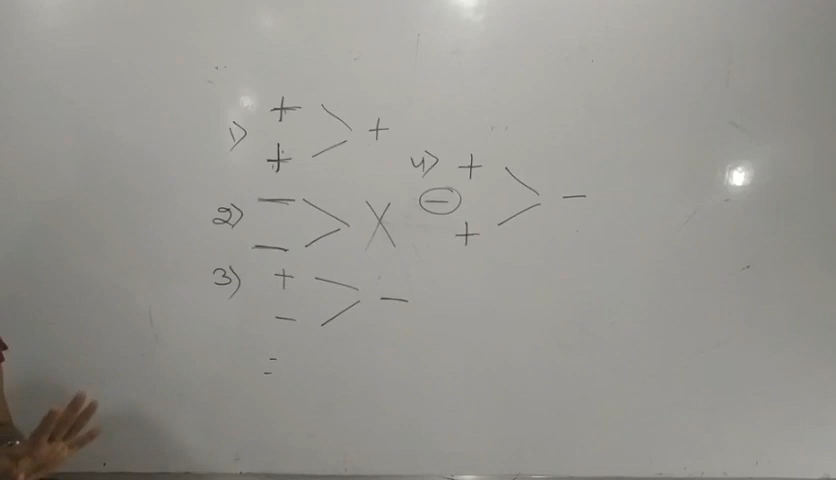 1) + + > +
2) — — > X
3) + - > -
=
4) + ⊖ + > -